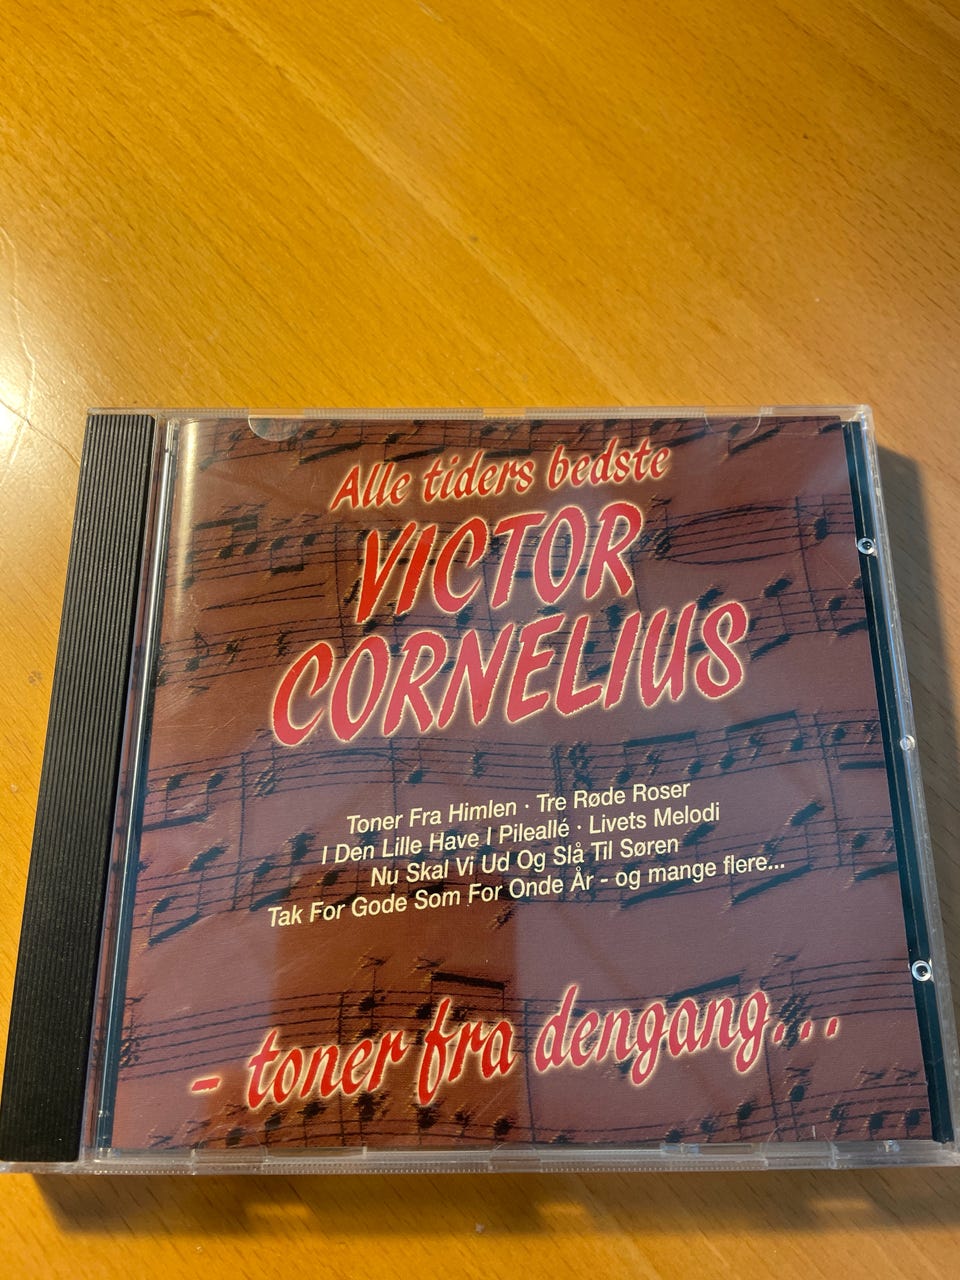 Alle tiders bedste
VICTOR
CORNELIUS
Toner Fra Himlen · Tre Røde Roser
I Den Lille Have I Pileallé · Livets Melodi
Nu Skal Vi Ud Og Slå Til Søren
Tak For Gode Som For Onde År - og mange flere...
- toner fra dengang...